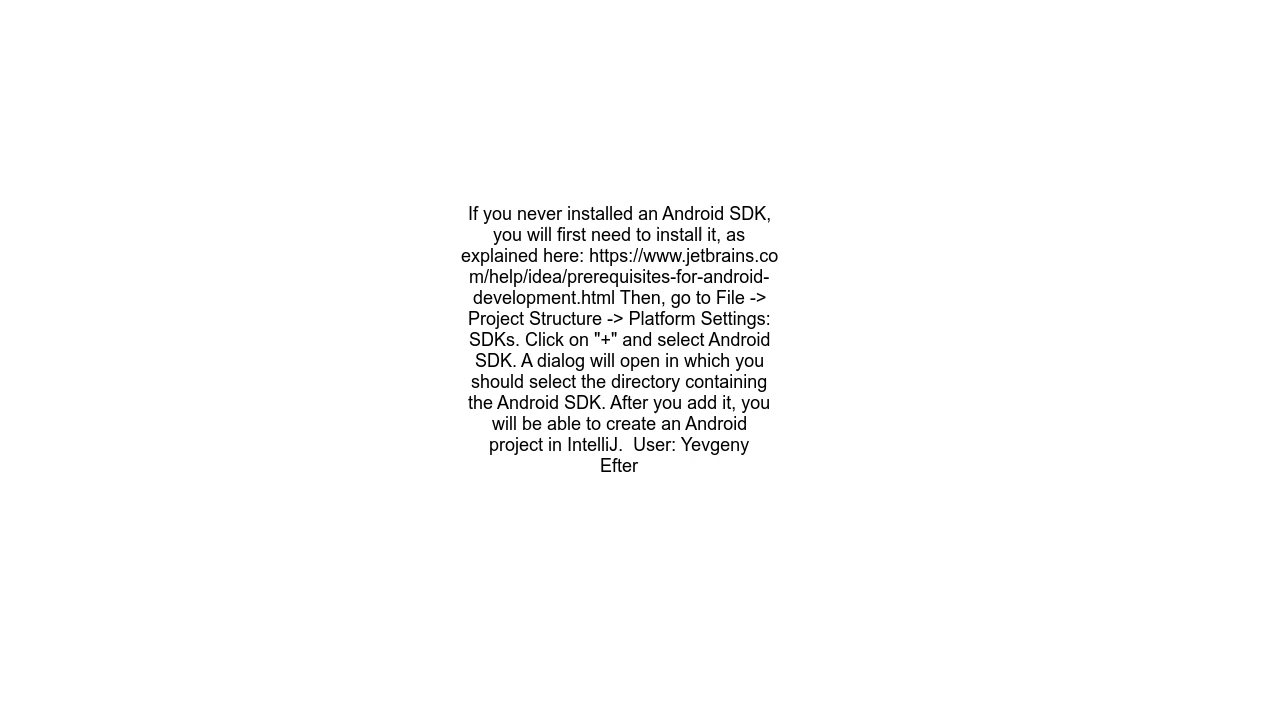 If you never installed an Android SDK,
you will first need to install it, as
explained here: https://www.jetbrains.co
m/help/idea/prerequisites-for-android-
development.html Then, go to File ->
Project Structure -> Platform Settings:
SDKs. Click on "+" and select Android
SDK. A dialog will open in which you
should select the directory containing
the Android SDK. After you add it, you
will be able to create an Android
project in IntelliJ.  User: Yevgeny
Efter